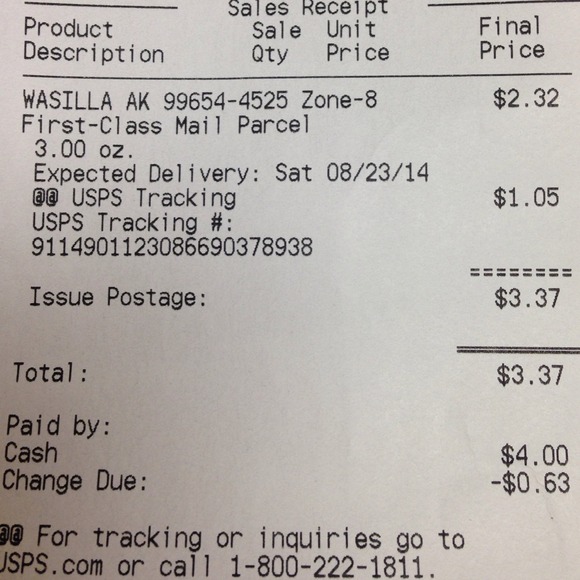 Sales Receipt
Product Sale Unit Final
Description Qty Price Price
WASILLA AK 99654-4525 Zone-8 $2.32
First-Class Mail Parcel
3.00 oz.
Expected Delivery: Sat 08/23/14
@@ USPS Tracking $1.05
USPS Tracking #:
9114901123086690378938
========
Issue Postage: $3.37
Total: $3.37
Paid by:
Cash $4.00
Change Due: -$0.63
@@ For tracking or inquiries go to
USPS.com or call 1-800-222-1811.